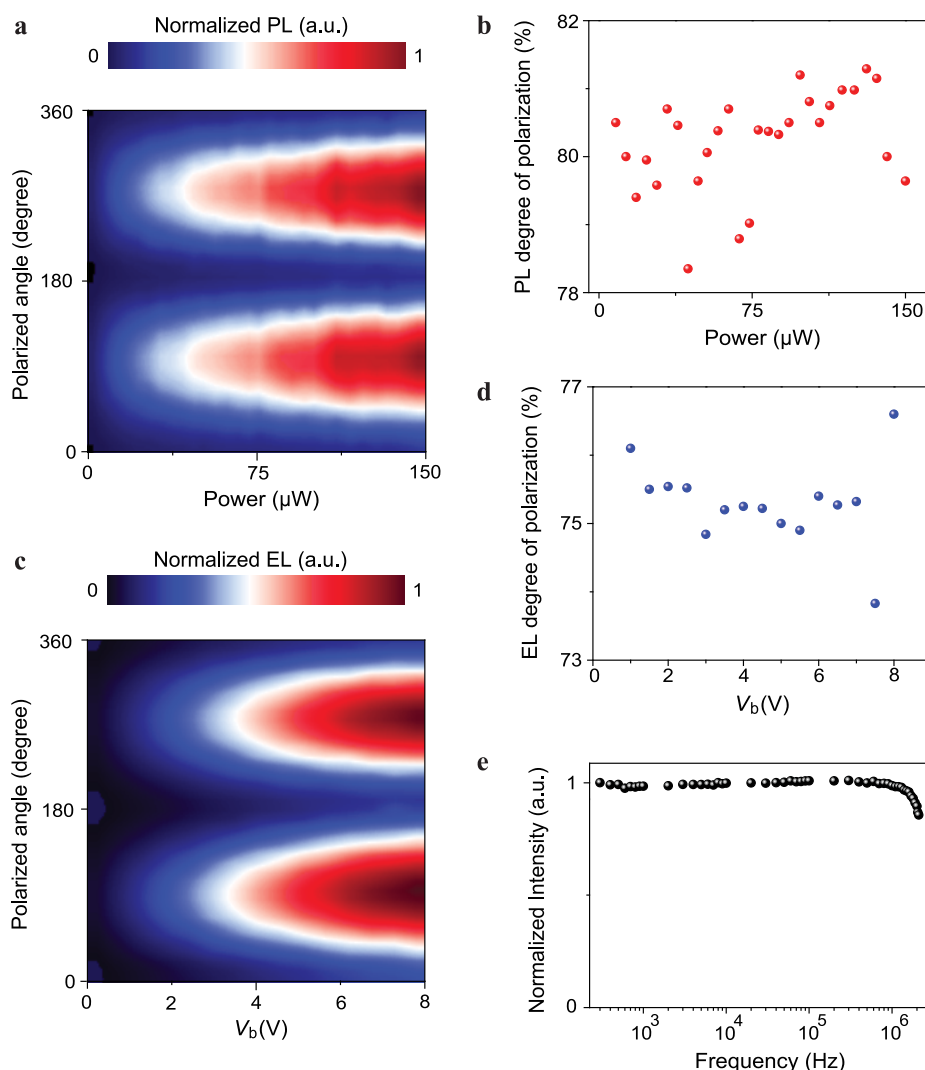 a
Normalized PL (a.u.)
0 1
Polarized angle (degree)
360
180
0
0 75 150
Power (µW)
b
PL degree of polarization (%)
82
80
78
0 75 150
Power (µW)
c
Normalized EL (a.u.)
0 1
Polarized angle (degree)
360
180
0
0 2 4 6 8
Vb(V)
d
EL degree of polarization (%)
77
75
73
0 2 4 6 8
Vb(V)
e
Normalized Intensity (a.u.)
1
0
10³ 10⁴ 10⁵ 10⁶
Frequency (Hz)